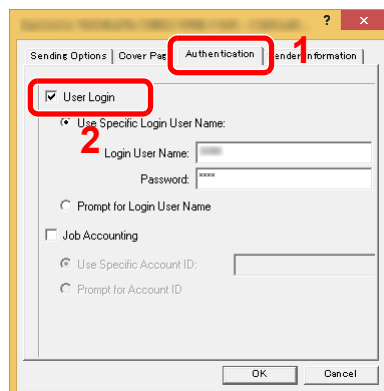 ? ×
Sending Options Cover Pag Authentication 1 ender Information
User Login
Use Specific Login User Name:
2
Login User Name:
Password: ****
Prompt for Login User Name
Job Accounting
Use Specific Account ID:
Prompt for Account ID
OK Cancel